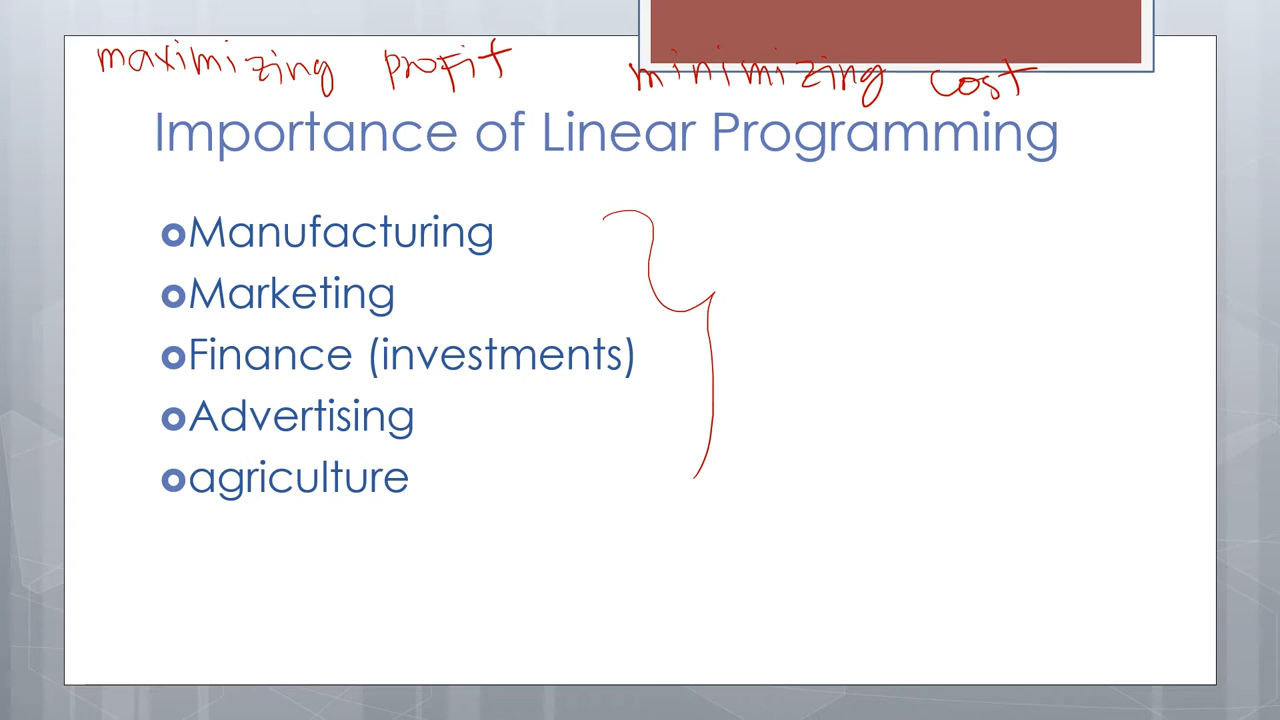 maximizing profit minimizing cost
Importance of Linear Programming
Manufacturing
Marketing
Finance (investments)
Advertising
agriculture